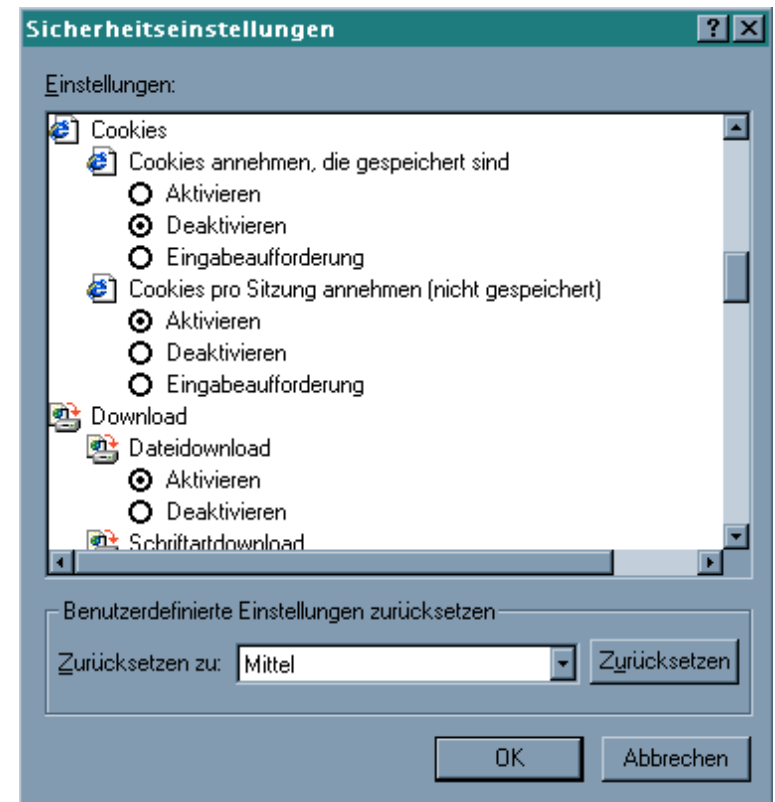 Sicherheitseinstellungen
Einstellungen:
Cookies
Cookies annehmen, die gespeichert sind
Aktivieren
Deaktivieren
Eingabeaufforderung
Cookies pro Sitzung annehmen (nicht gespeichert)
Aktivieren
Deaktivieren
Eingabeaufforderung
Download
Dateidownload
Aktivieren
Deaktivieren
Schriftartdownload
Benutzerdefinierte Einstellungen zurücksetzen
Zurücksetzen zu: Mittel Zurücksetzen
OK Abbrechen